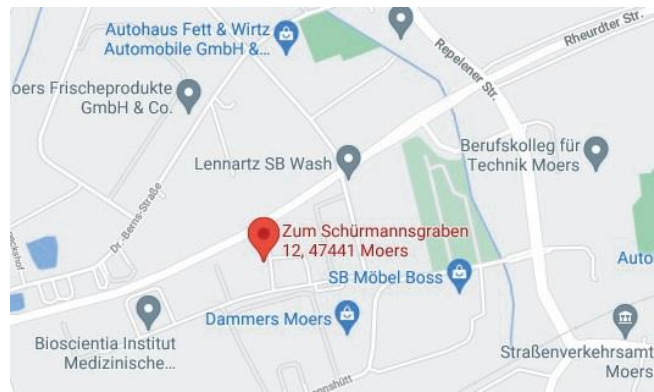 Autohaus Fett & Wirtz
Automobile GmbH &...
Rheurdter Str.
Repelener Str.
oers Frischeprodukte
GmbH & Co.
Lennartz SB Wash
Berufskolleg für
Technik Moers
Dr.-Berns-Straße
Zum Schürmannsgraben
12, 47441 Moers
SB Möbel Boss
Auto
Dammers Moers
Bioscientia Institut
Medizinische...
Straßenverkehrsamt
Moers